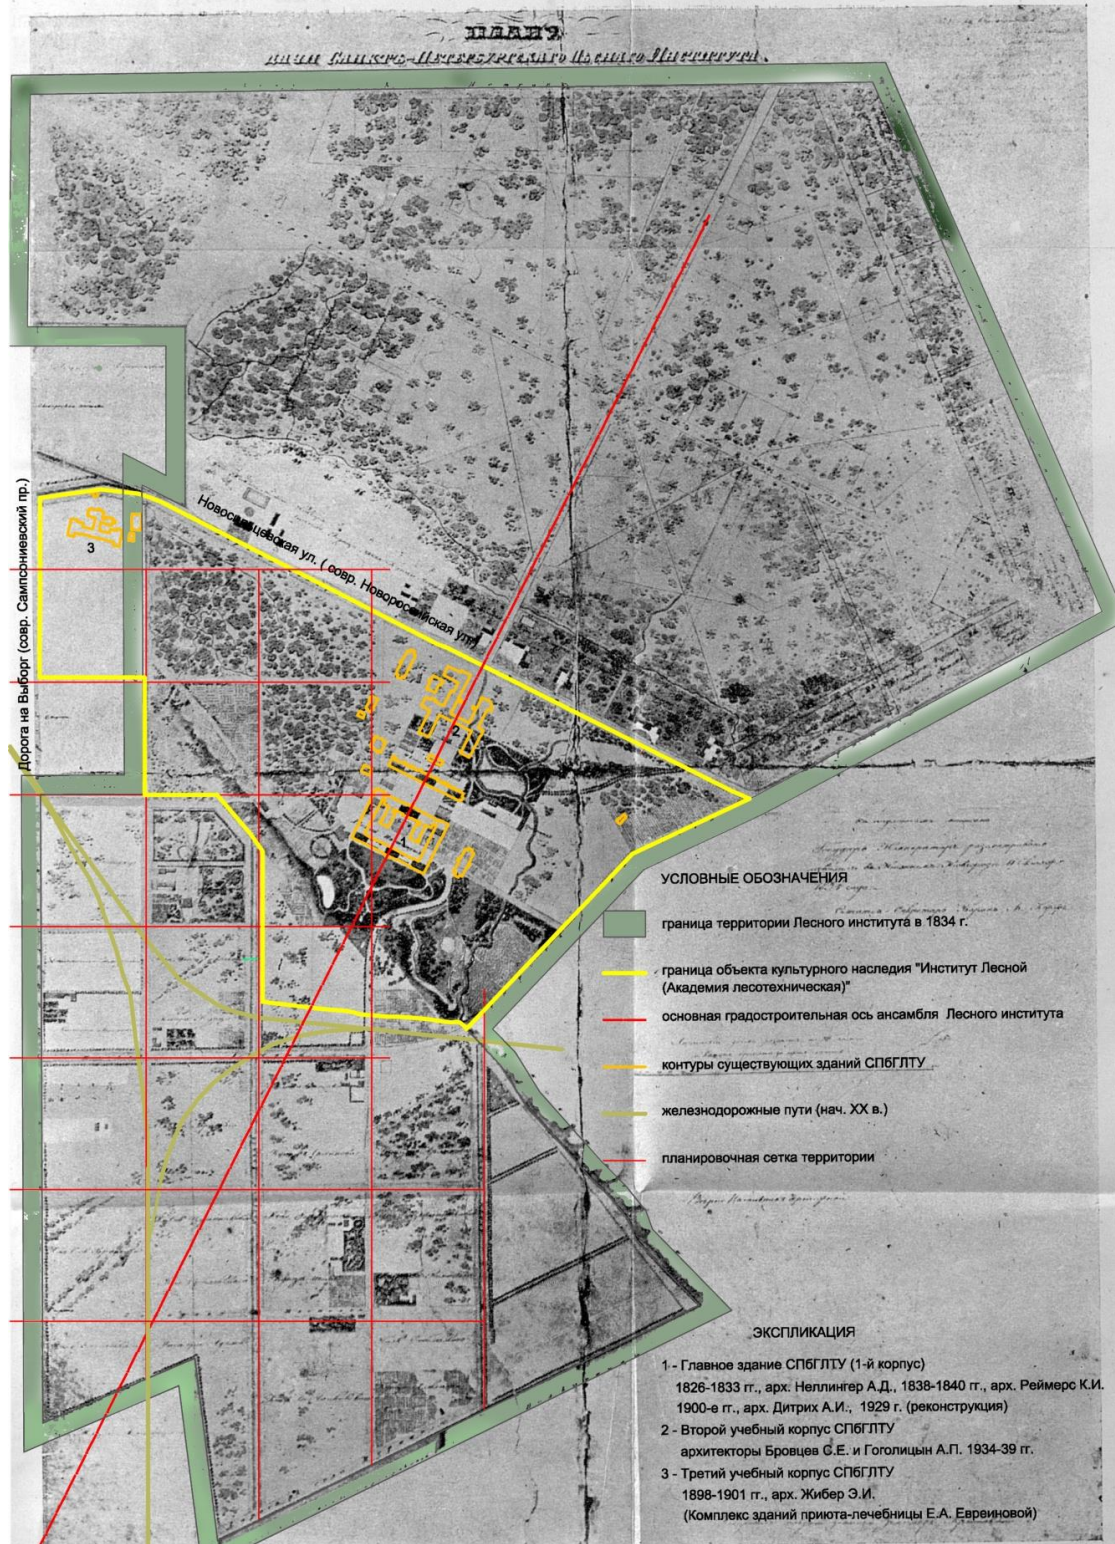 ПЛАНЪ
дачи Санктъ-Петербургскаго Лѣснаго Института.
Дорога на Выборг (совр. Сампсониевский пр.)
Новосильцевская ул. ( совр. Новороссийская ул.)
3
2
1
УСЛОВНЫЕ ОБОЗНАЧЕНИЯ
граница территории Лесного института в 1834 г.
граница объекта культурного наследия "Институт Лесной
(Академия лесотехническая)"
основная градостроительная ось ансамбля Лесного института
контуры существующих зданий СПбГЛТУ
железнодорожные пути (нач. XX в.)
планировочная сетка территории
ЭКСПЛИКАЦИЯ
1 - Главное здание СПбГЛТУ (1-й корпус)
1826-1833 гг., арх. Неллингер А.Д., 1838-1840 гг., арх. Реймерс К.И.
1900-е гг., арх. Дитрих А.И., 1929 г. (реконструкция)
2 - Второй учебный корпус СПбГЛТУ
архитекторы Бровцев С.Е. и Гоголицын А.П. 1934-39 гг.
3 - Третий учебный корпус СПбГЛТУ
1898-1901 гг., арх. Жибер Э.И.
(Комплекс зданий приюта-лечебницы Е.А. Евреиновой)